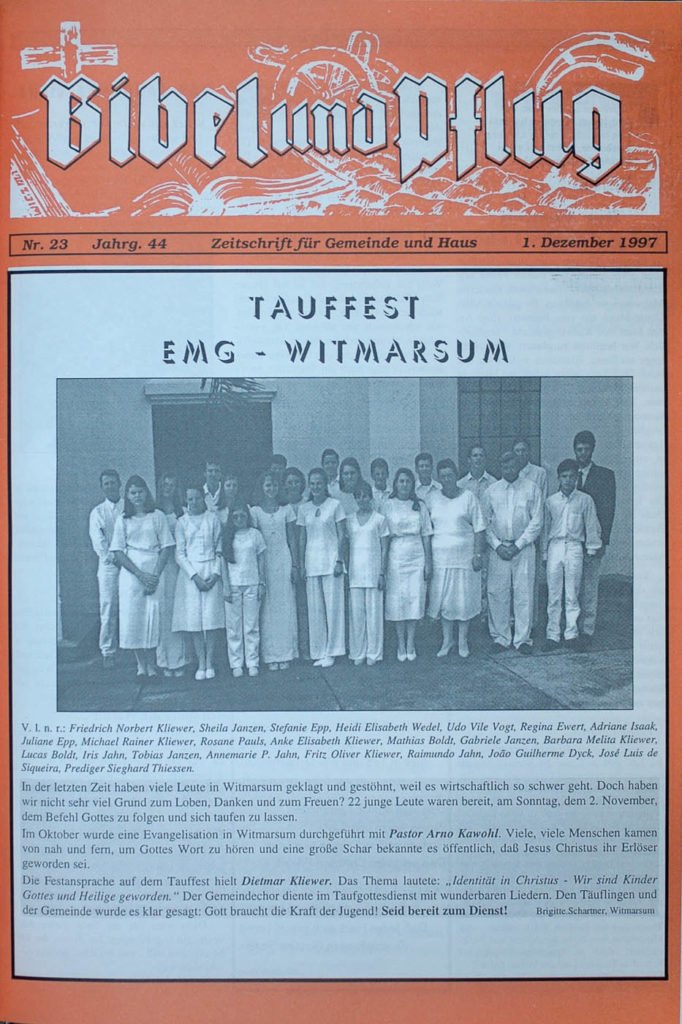 Bibel und Pflug
Nr. 23 Jahrg. 44 Zeitschrift für Gemeinde und Haus 1. Dezember 1997
TAUFFEST
EMG - WITMARSUM
V. l. n. r.: Friedrich Norbert Kliewer, Sheila Janzen, Stefanie Epp, Heidi Elisabeth Wedel, Udo Vile Vogt, Regina Ewert, Adriane Isaak,
Juliane Epp, Michael Rainer Kliewer, Rosane Pauls, Anke Elisabeth Kliewer, Mathias Boldt, Gabriele Janzen, Barbara Melita Kliewer,
Lucas Boldt, Iris Jahn, Tobias Janzen, Annemarie P. Jahn, Fritz Oliver Kliewer, Raimundo Jahn, João Guilherme Dyck, José Luis de
Siqueira, Prediger Sieghard Thiessen.
In der letzten Zeit haben viele Leute in Witmarsum geklagt und gestöhnt, weil es wirtschaftlich so schwer geht. Doch haben
wir nicht sehr viel Grund zum Loben, Danken und zum Freuen? 22 junge Leute waren bereit, am Sonntag, dem 2. November,
dem Befehl Gottes zu folgen und sich taufen zu lassen.
Im Oktober wurde eine Evangelisation in Witmarsum durchgeführt mit Pastor Arno Kawohl. Viele, viele Menschen kamen
von nah und fern, um Gottes Wort zu hören und eine große Schar bekannte es öffentlich, daß Jesus Christus ihr Erlöser
geworden sei.
Die Festansprache auf dem Tauffest hielt Dietmar Kliewer. Das Thema lautete: „Identität in Christus - Wir sind Kinder
Gottes und Heilige geworden.“ Der Gemeindechor diente im Taufgottesdienst mit wunderbaren Liedern. Den Täuflingen und
der Gemeinde wurde es klar gesagt: Gott braucht die Kraft der Jugend! Seid bereit zum Dienst! Brigitte Schartner, Witmarsum